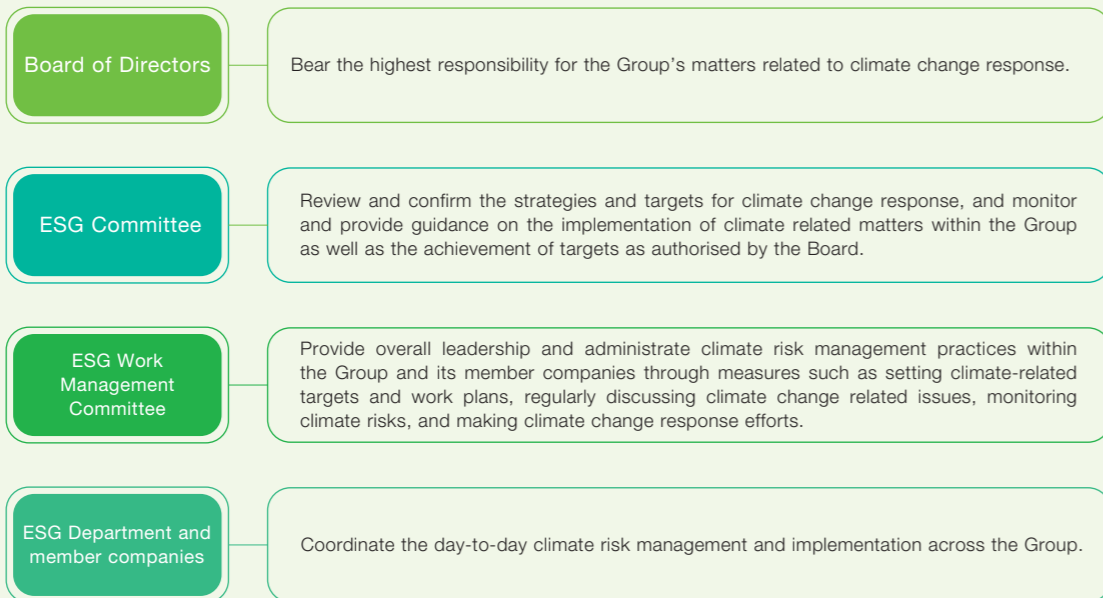 Board of Directors
Bear the highest responsibility for the Group's matters related to climate change response.
ESG Committee
Review and confirm the strategies and targets for climate change response, and monitor
and provide guidance on the implementation of climate related matters within the Group
as well as the achievement of targets as authorised by the Board.
ESG Work
Management
Committee
Provide overall leadership and administrate climate risk management practices within
the Group and its member companies through measures such as setting climate-related
targets and work plans, regularly discussing climate change related issues, monitoring
climate risks, and making climate change response efforts.
ESG Department and
member companies
Coordinate the day-to-day climate risk management and implementation across the Group.